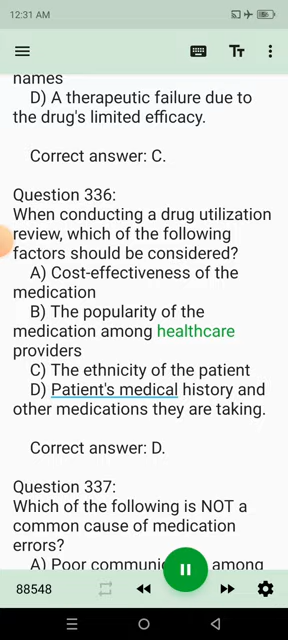 12:31 AM
names
D) A therapeutic failure due to
the drug's limited efficacy.
Correct answer: C.
Question 336:
When conducting a drug utilization
review, which of the following
factors should be considered?
A) Cost-effectiveness of the
medication
B) The popularity of the
medication among healthcare
providers
C) The ethnicity of the patient
D) Patient's medical history and
other medications they are taking.
Correct answer: D.
Question 337:
Which of the following is NOT a
common cause of medication
errors?
A) Poor among
88548